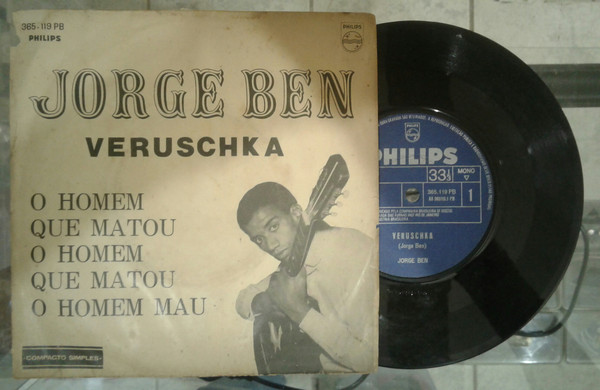 365-119 PB
PHILIPS
PHILIPS
JORGE BEN
VERUSCHKA
O HOMEM
QUE MATOU
O HOMEM
QUE MATOU
O HOMEM MAU
COMPACTO SIMPLES
PHILIPS
PHILIPS
33⅓
MONO
365.119 PB
1
VERUSCHKA
(Jorge Ben)
JORGE BEN